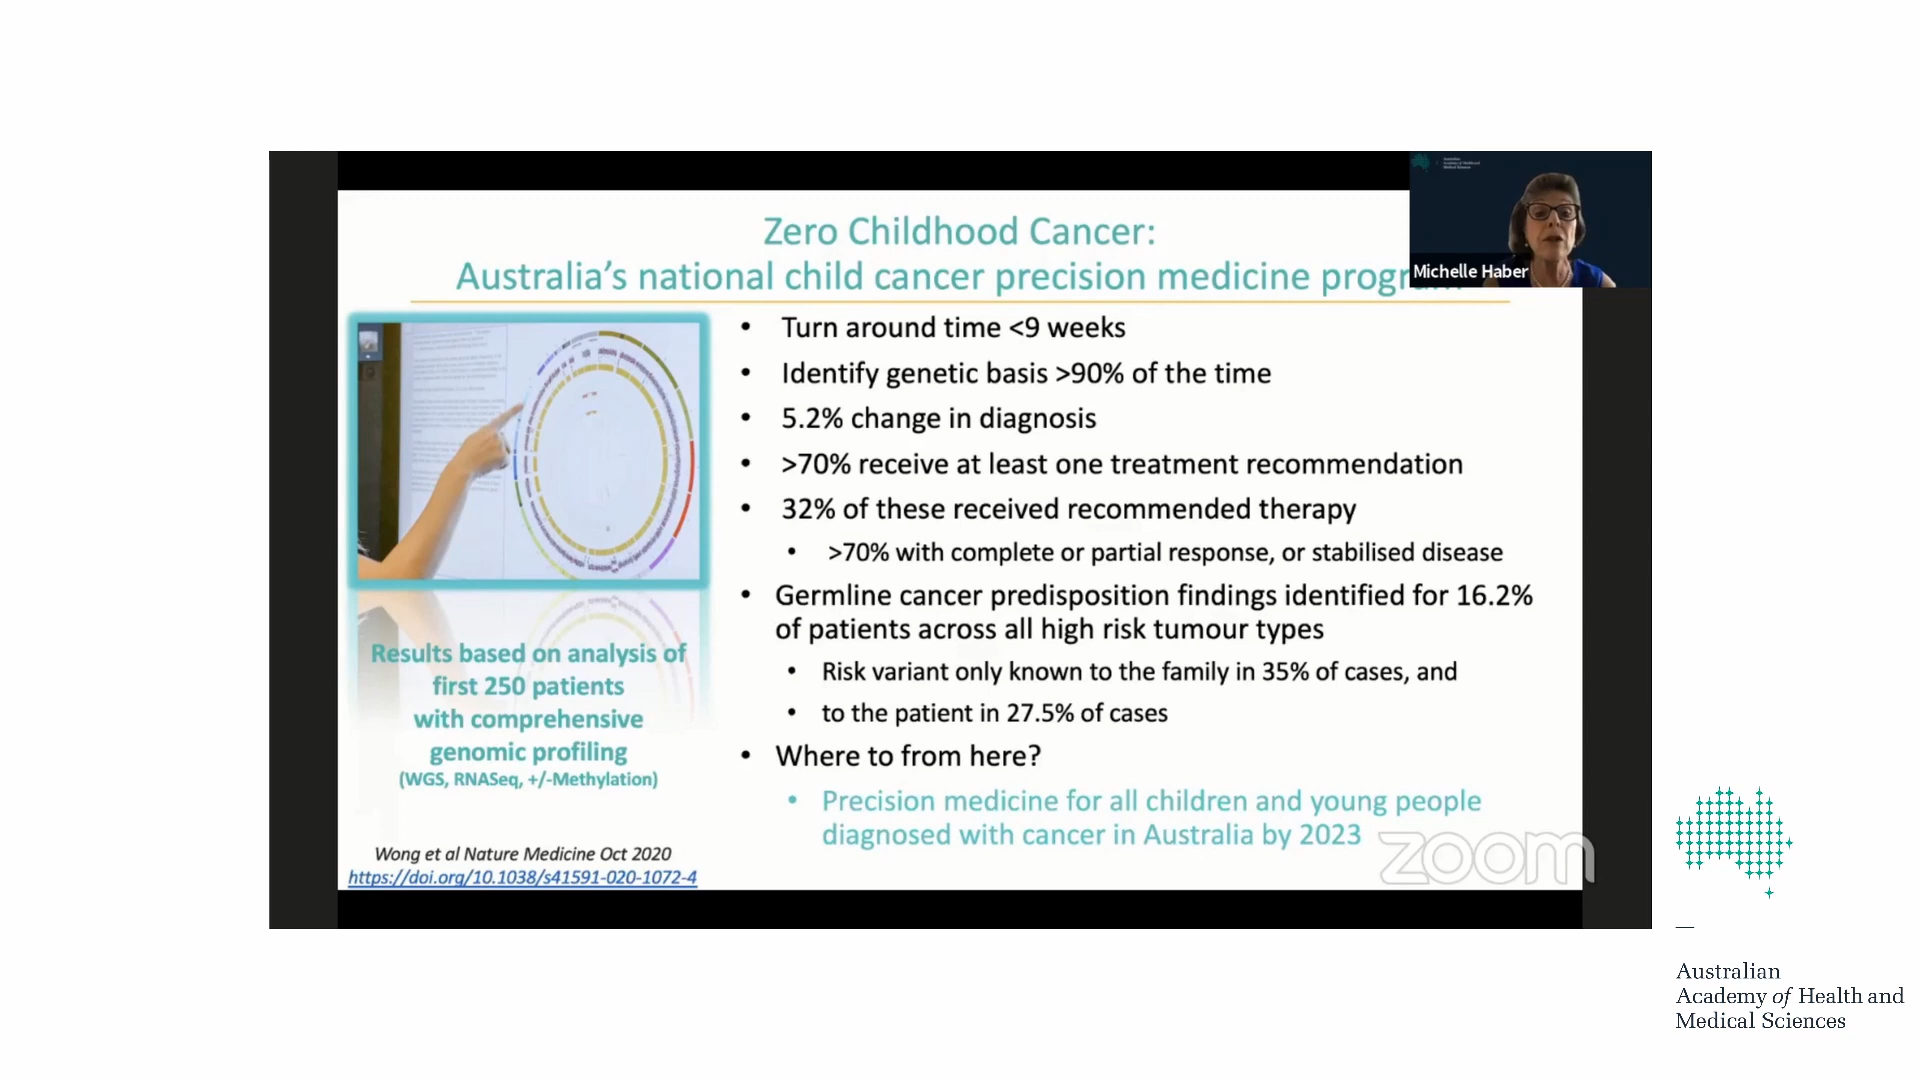 Zero Childhood Cancer:
Australia's national child cancer precision medicine program
Michelle Haber
• Turn around time <9 weeks
• Identify genetic basis >90% of the time
• 5.2% change in diagnosis
• >70% receive at least one treatment recommendation
• 32% of these received recommended therapy
• >70% with complete or partial response, or stabilised disease
• Germline cancer predisposition findings identified for 16.2%
of patients across all high risk tumour types
• Risk variant only known to the family in 35% of cases, and
• to the patient in 27.5% of cases
• Where to from here?
• Precision medicine for all children and young people
diagnosed with cancer in Australia by 2023
Results based on analysis of
first 250 patients
with comprehensive
genomic profiling
(WGS, RNASeq, +/-Methylation)
Wong et al Nature Medicine Oct 2020
https://doi.org/10.1038/s41591-020-1072-4
zoom
Australian
Academy of Health and
Medical Sciences